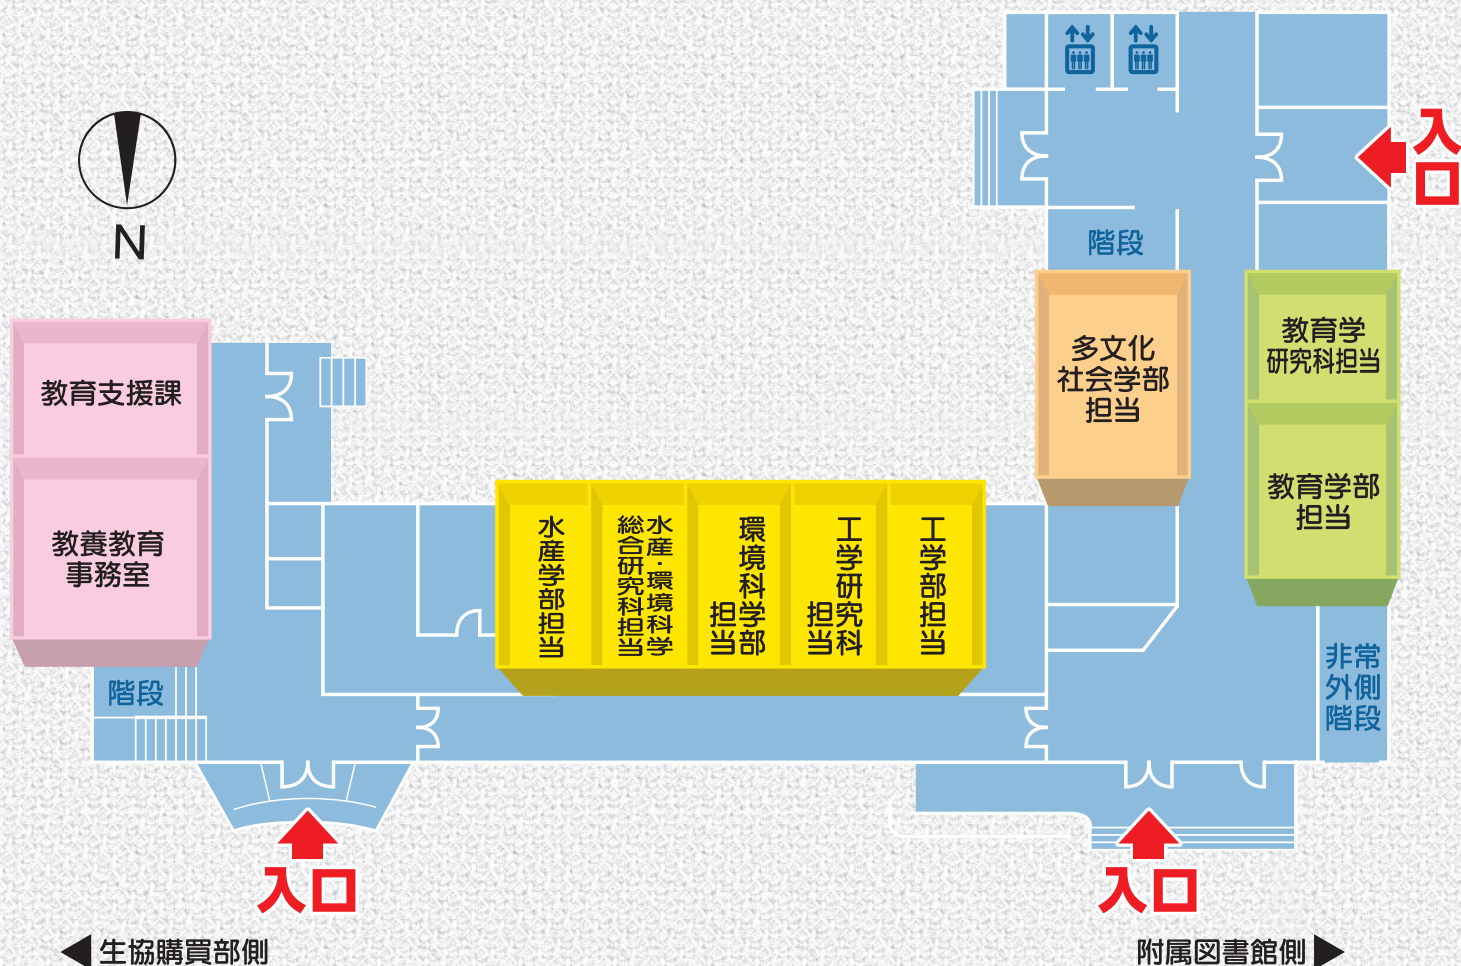 入口
N
階段
教育支援課
教養教育
事務室
多文化
社会学部
担当
教育学
研究科担当
教育学部
担当
水産学部担当
水産・環境科学
総合研究科担当
環境科学部
担当
工学研究科
担当
工学部担当
階段
非常
外側
階段
入口
入口
生協購買部側
附属図書館側